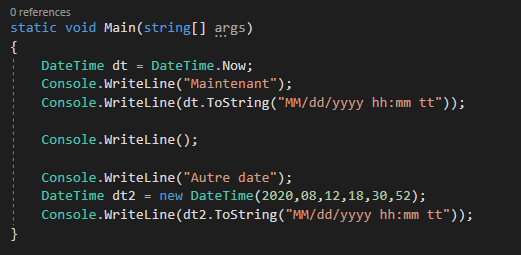 0 references
static void Main(string[] args)
{
DateTime dt = DateTime.Now;
Console.WriteLine("Maintenant");
Console.WriteLine(dt.ToString("MM/dd/yyyy hh:mm tt"));
Console.WriteLine();
Console.WriteLine("Autre date");
DateTime dt2 = new DateTime(2020,08,12,18,30,52);
Console.WriteLine(dt2.ToString("MM/dd/yyyy hh:mm tt"));
}